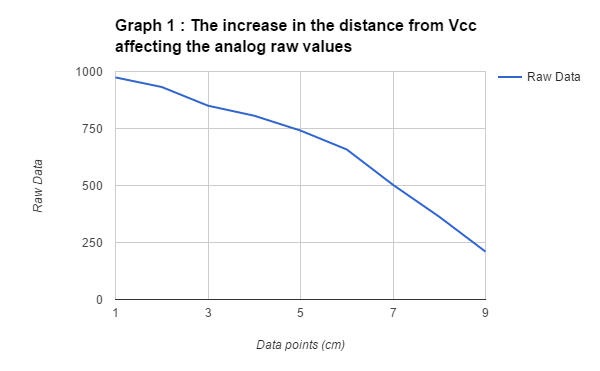 Graph 1 : The increase in the distance from Vcc
affecting the analog raw values
Raw Data
1000
750
500
250
0
1 3 5 7 9
Data points (cm)
Raw Data